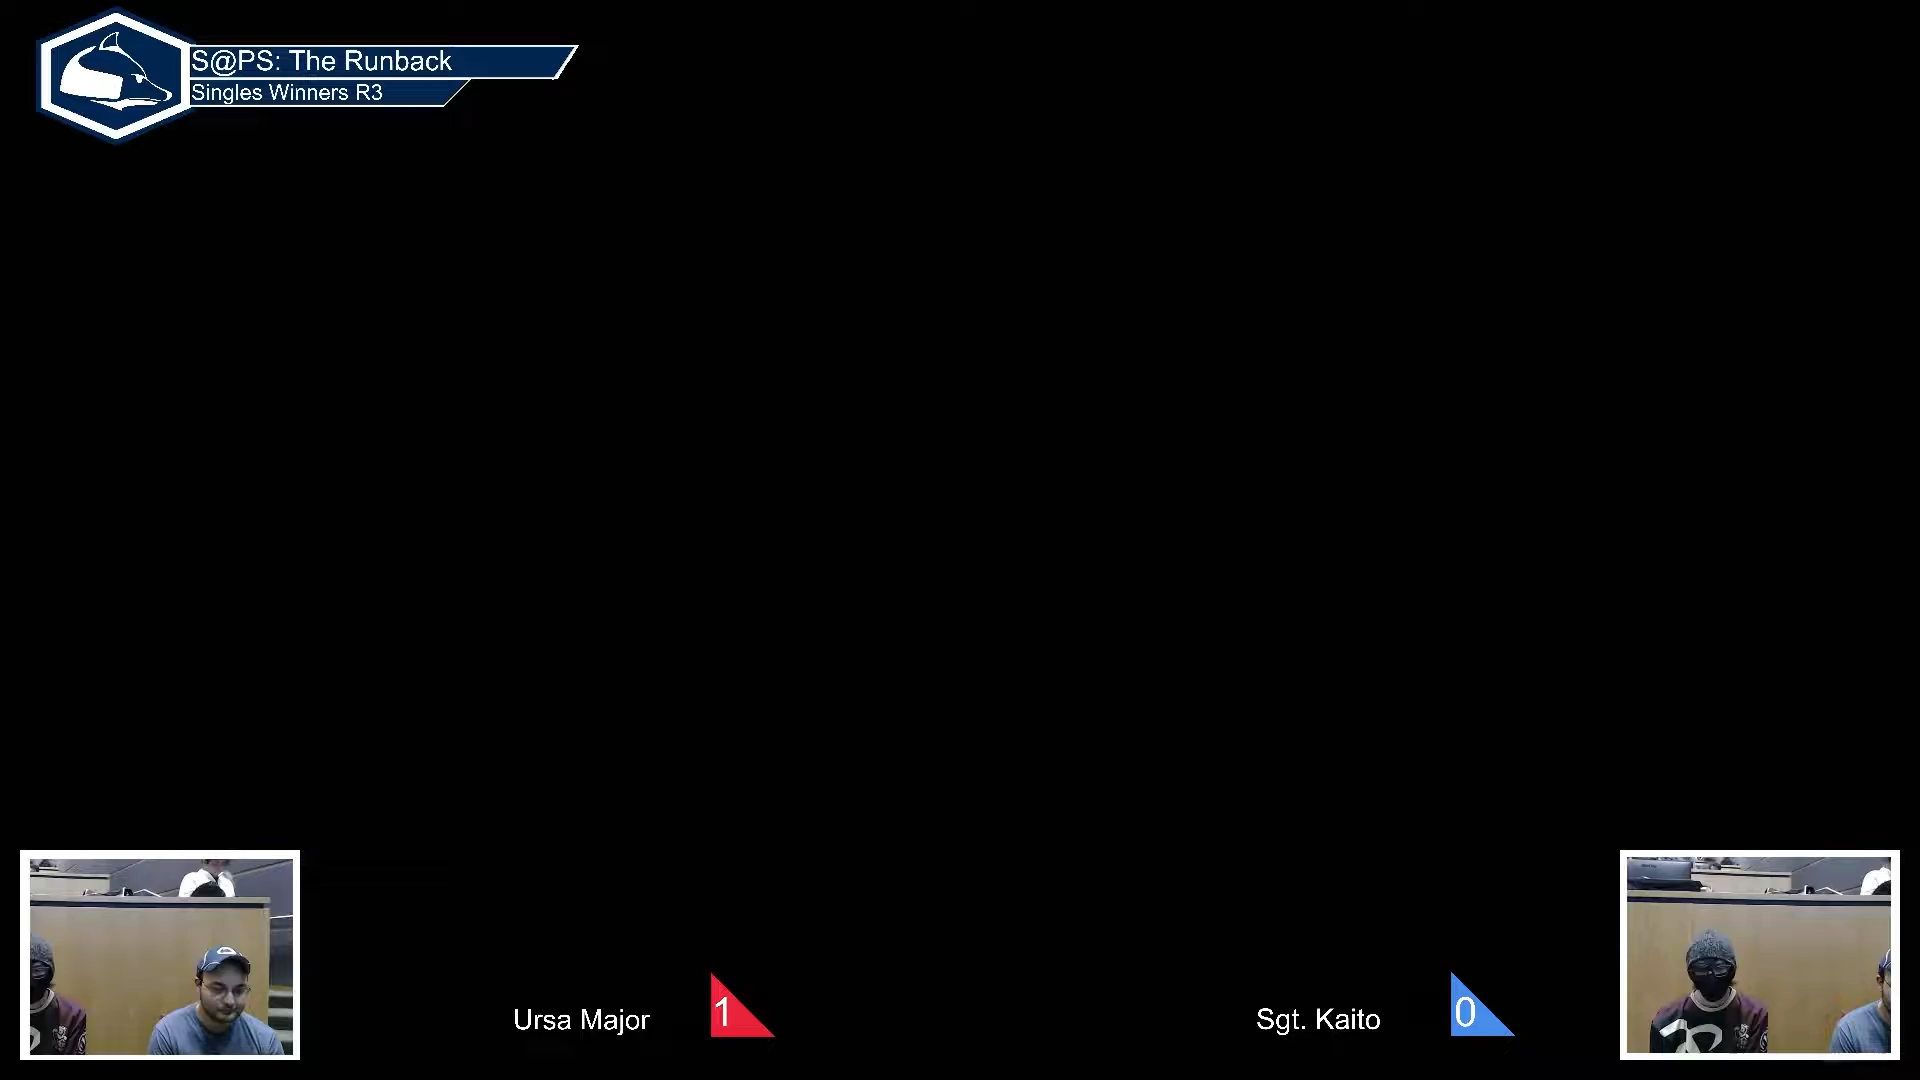 S@PS: The Runback
Singles Winners R3
Ursa Major
1
Sgt. Kaito
0